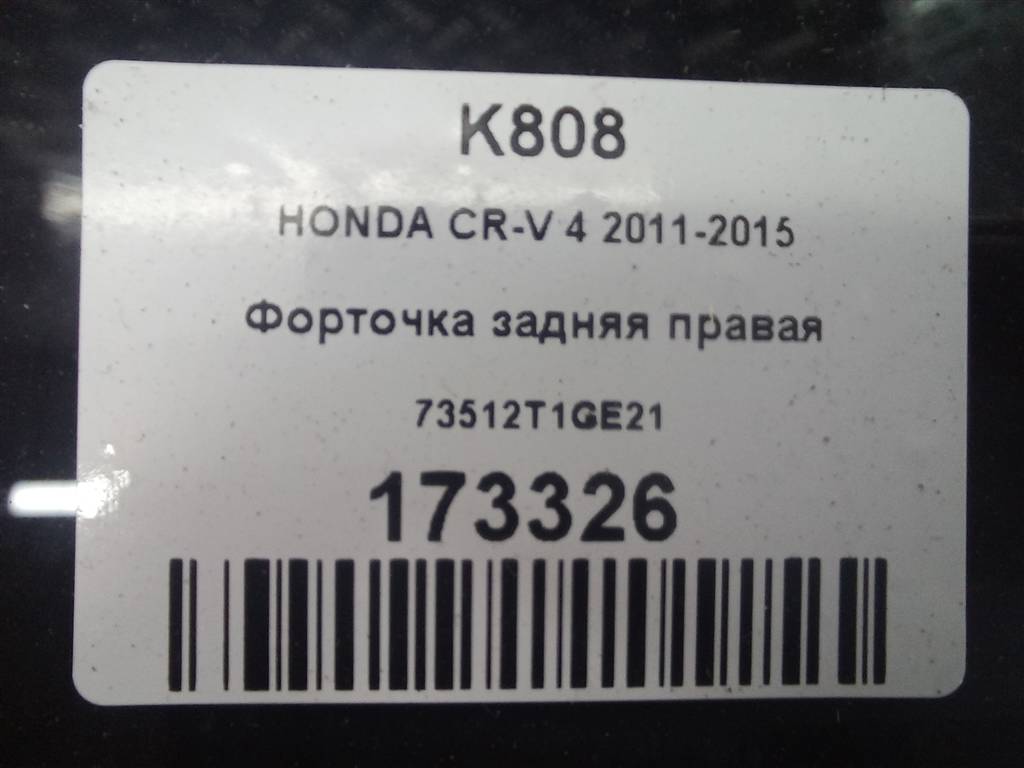 K808
HONDA CR-V 4 2011-2015
Форточка задняя правая
73512T1GE21
173326